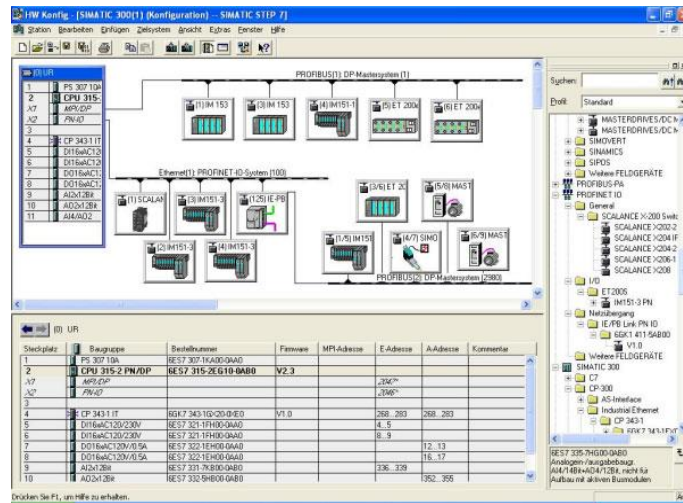 HW Konfig - [SIMATIC 300(1) (Konfiguration) -- SIMATIC STEP 7]
Station Bearbeiten Einfügen Zielsystem Ansicht Extras Fenster Hilfe
(0) UR
1 PS 307 10A
2 CPU 315-
X1 MPI/DP
X2 PN-IO
3
4 CP 343-1 IT
5 DI16xAC12
6 DI16xAC12
7 DO16xAC1
8 DO16xAC1
9 AI2x12Bit
10 AO2x12Bit
11 AI4/AO2
PROFIBUS(1): DP-Mastersystem (1)
(1) IM 153
(3) IM 153
(4) IM151-1
(5) ET 200
(6) ET 200
Ethernet(1): PROFINET-IO-System (100)
(1) SCALAN
(3) IM151-3
(125) IE-PB
(2) IM151-3
(4) IM151-3
(3/6) ET 20
(5/8) MAST
(1/5) IM151
(4/7) SIMO
(6/9) MAST
PROFIBUS(2): DP-Mastersystem (2980)
Suchen:
Profil: Standard
MASTERDRIVES/DC M
MASTERDRIVES/DC M
SIMOVERT
SINAMICS
SIPOS
Weitere FELDGERÄTE
PROFIBUS-PA
PROFINET IO
General
SCALANCE X-200 Switc
SCALANCE X202-2
SCALANCE X204 IF
SCALANCE X204-2
SCALANCE X206-1
SCALANCE X208
I/O
ET200S
IM151-3 PN
Netzübergang
IE/PB Link PN IO
6GK1 411-5AB00
V1.0
Weitere FELDGERÄTE
SIMATIC 300
C7
CP-300
AS-Interface
Industrial Ethernet
CP 343-1
6GK7 343-1EX
6ES7 335-7HG00-0AB0
Analogein-/ausgabebaugr.
AI4/14Bit+AO4/12Bit, nicht für
Aufbau mit aktiven Busmodulen
(0) UR
Steckplatz Baugruppe Bestellnummer Firmware MPI-Adresse E-Adresse A-Adresse Kommentar
1 PS 307 10A 6ES7 307-1KA00-0AA0
2 CPU 315-2 PN/DP 6ES7 315-2EG10-0AB0 V2.3
X1 MPI/DP 2047*
X2 PN-IO 2046*
3
4 CP 343-1 IT 6GK7 343-1GX20-0XE0 V1.0 268...283 268...283
5 DI16xAC120/230V 6ES7 321-1FH00-0AA0 4...5
6 DI16xAC120/230V 6ES7 321-1FH00-0AA0 8...9
7 DO16xAC120V/0.5A 6ES7 322-1EH00-0AA0 12...13
8 DO16xAC120V/0.5A 6ES7 322-1EH00-0AA0 16...17
9 AI2x12Bit 6ES7 331-7KB00-0AB0 336...339
10 AO2x12Bit 6ES7 332-5HB00-0AB0 352...355
Drücken Sie F1, um Hilfe zu erhalten.